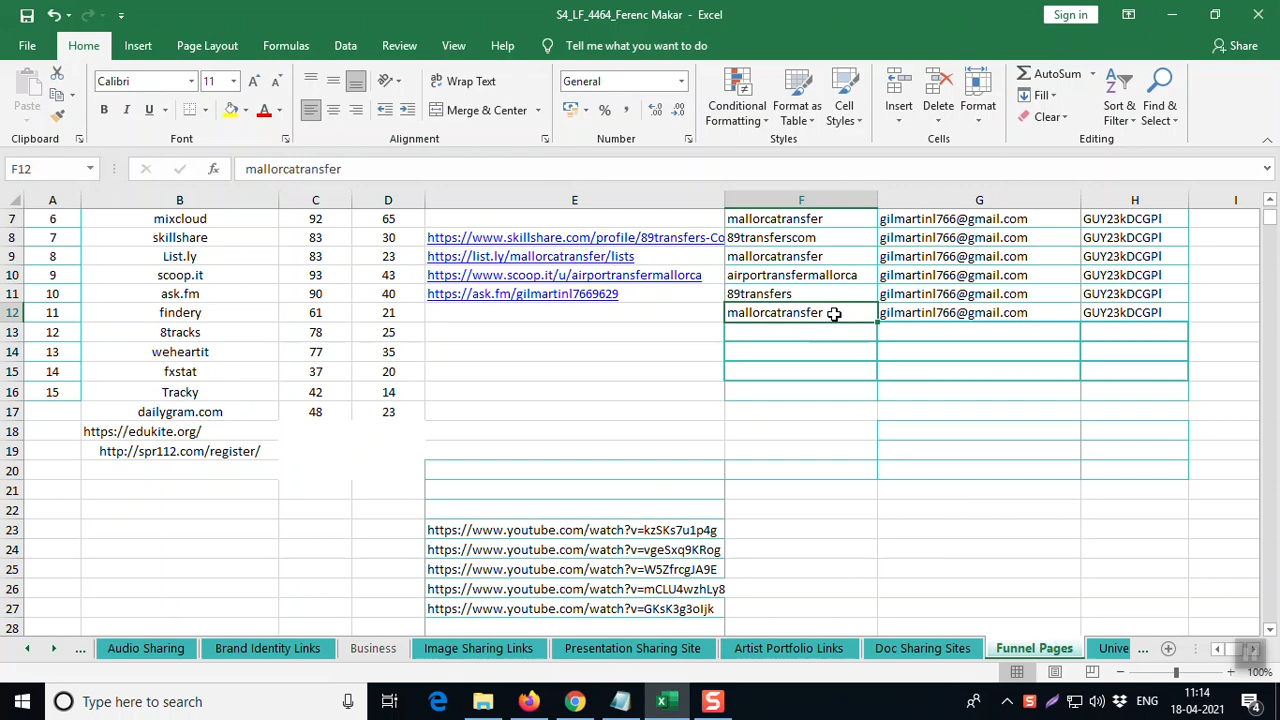 S4_LF_4464_Ferenc Makar - Excel
Sign in
File Home Insert Page Layout Formulas Data Review View Help Tell me what you want to do Share
Paste
Calibri 11
B I U
Wrap Text
Merge & Center
General
Conditional Formatting
Format as Table
Cell Styles
Insert Delete Format
AutoSum
Fill
Clear
Sort & Filter
Find & Select
Clipboard Font Alignment Number Styles Cells Editing
F12 fx mallorcatransfer
A B C D E F G H I
7 6 mixcloud 92 65 mallorcatransfer gilmartinl766@gmail.com GUY23kDCGPl
8 7 skillshare 83 30 https://www.skillshare.com/profile/89transfers-Co 89transferscom gilmartinl766@gmail.com GUY23kDCGPl
9 8 List.ly 83 23 https://list.ly/mallorcatransfer/lists mallorcatransfer gilmartinl766@gmail.com GUY23kDCGPl
10 9 scoop.it 93 43 https://www.scoop.it/u/airportransfermallorca airportransfermallorca gilmartinl766@gmail.com GUY23kDCGPl
11 10 ask.fm 90 40 https://ask.fm/gilmartinl7669629 89transfers gilmartinl766@gmail.com GUY23kDCGPl
12 11 findery 61 21 mallorcatransfer gilmartinl766@gmail.com GUY23kDCGPl
13 12 8tracks 78 25
14 13 weheartit 77 35
15 14 fxstat 37 20
16 15 Tracky 42 14
17 dailygram.com 48 23
18 https://edukite.org/
19 http://spr112.com/register/
20
21
22
23 https://www.youtube.com/watch?v=kzSKs7u1p4g
24 https://www.youtube.com/watch?v=vgeSxq9KRog
25 https://www.youtube.com/watch?v=W5ZfrcgJA9E
26 https://www.youtube.com/watch?v=mCLU4wzhLy8
27 https://www.youtube.com/watch?v=GKsK3g3oIjk
28
... Audio Sharing Brand Identity Links Business Image Sharing Links Presentation Sharing Site Artist Portfolio Links Doc Sharing Sites Funnel Pages Unive ...
100%
Type here to search
ENG
11:14
18-04-2021
4